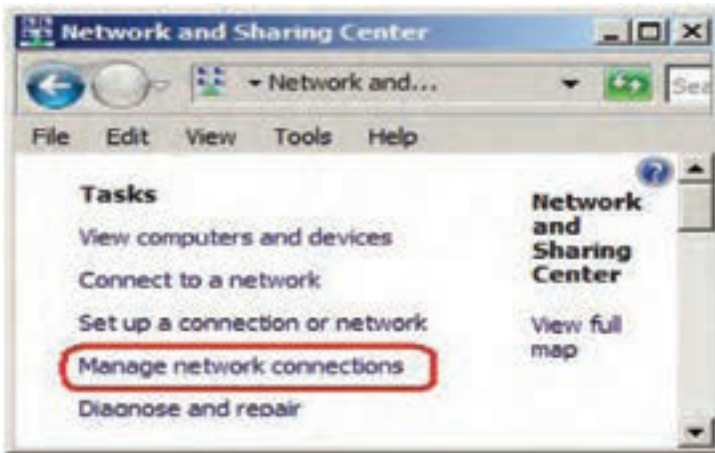 Network and Sharing Center
Network and...
Sea
File Edit View Tools Help
Tasks
View computers and devices
Connect to a network
Set up a connection or network
Manage network connections
Diagnose and repair
Network
and
Sharing
Center
View full
map